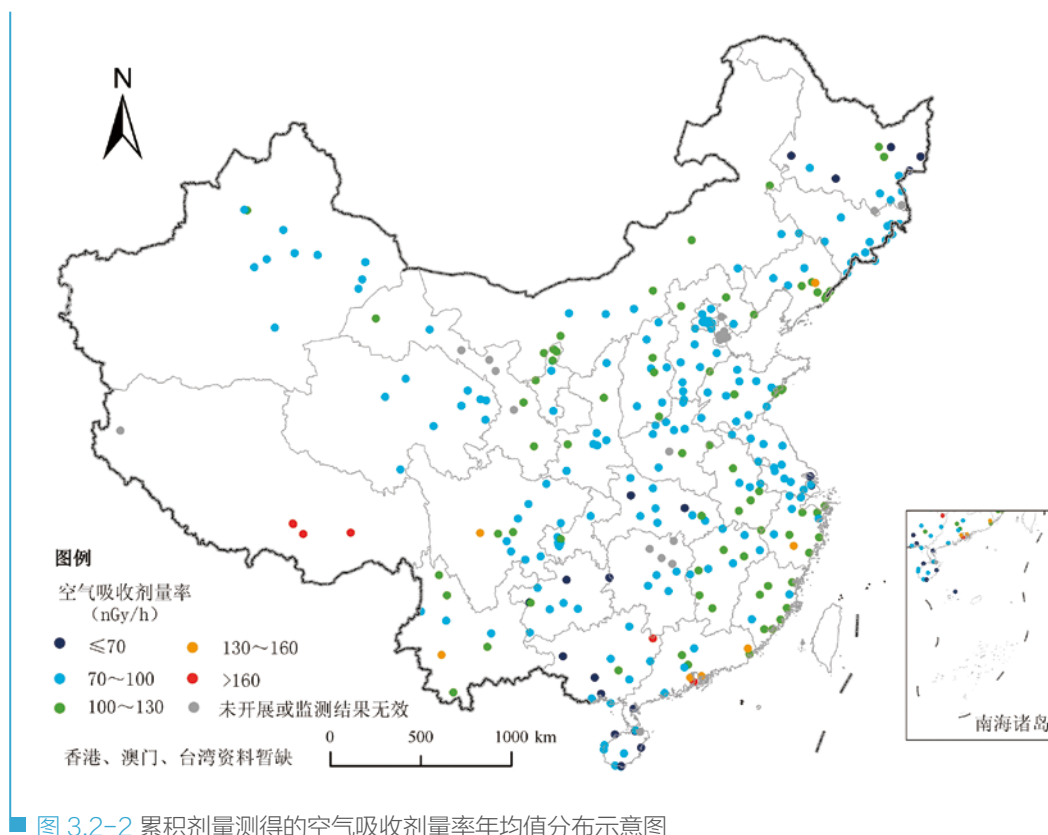 N
图例
空气吸收剂量率
(nGy/h)
≤70
130～160
70～100
>160
100～130
未开展或监测结果无效
香港、澳门、台湾资料暂缺
0 500 1000 km
南海诸岛
图 3.2-2 累积剂量测得的空气吸收剂量率年均值分布示意图